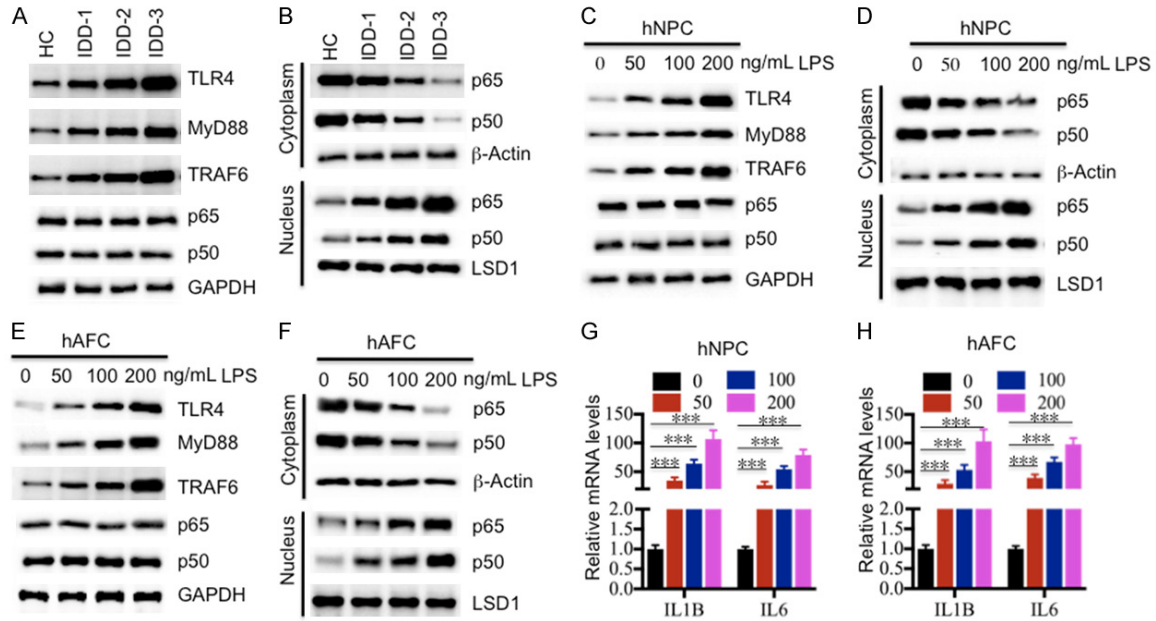 A
HC
IDD-1
IDD-2
IDD-3
TLR4
MyD88
TRAF6
p65
p50
GAPDH
B
HC
IDD-1
IDD-2
IDD-3
Cytoplasm
p65
p50
β-Actin
Nucleus
p65
p50
LSD1
C
hNPC
0 50 100 200 ng/mL LPS
TLR4
MyD88
TRAF6
p65
p50
GAPDH
D
hNPC
0 50 100 200 ng/mL LPS
Cytoplasm
p65
p50
β-Actin
Nucleus
p65
p50
LSD1
E
hAFC
0 50 100 200 ng/mL LPS
TLR4
MyD88
TRAF6
p65
p50
GAPDH
F
hAFC
0 50 100 200 ng/mL LPS
Cytoplasm
p65
p50
β-Actin
Nucleus
p65
p50
LSD1
G
hNPC
0 100
50 200
Relative mRNA levels
150
100
50
2.0
1.5
1.0
0.5
0.0
*** *** ***
*** *** ***
IL1B IL6
H
hAFC
0 100
50 200
Relative mRNA levels
150
100
50
2.0
1.5
1.0
0.5
0.0
*** *** ***
*** *** ***
IL1B IL6